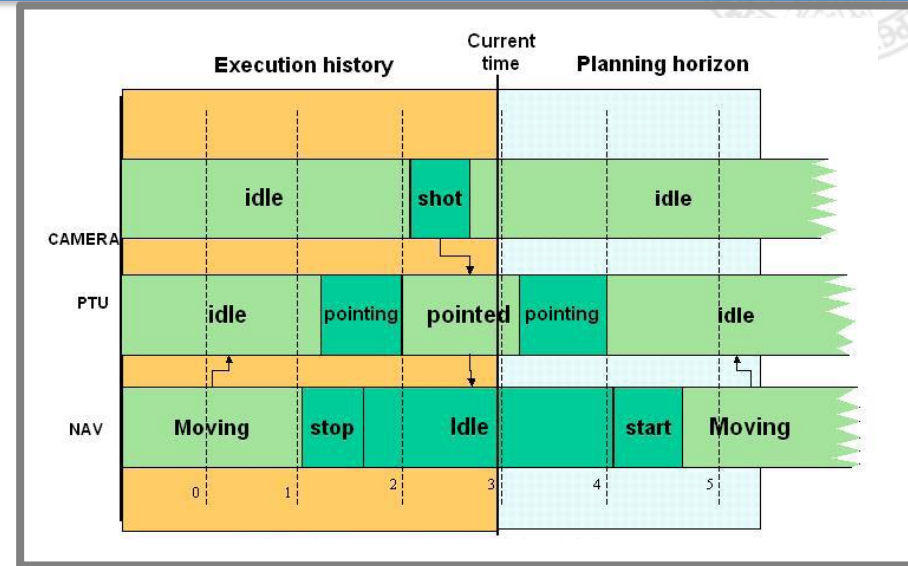 Execution history
Current
time
Planning horizon
CAMERA
idle
shot
idle
PTU
idle
pointing
pointed
pointing
idle
NAV
Moving
stop
Idle
start
Moving
0
1
2
3
4
5